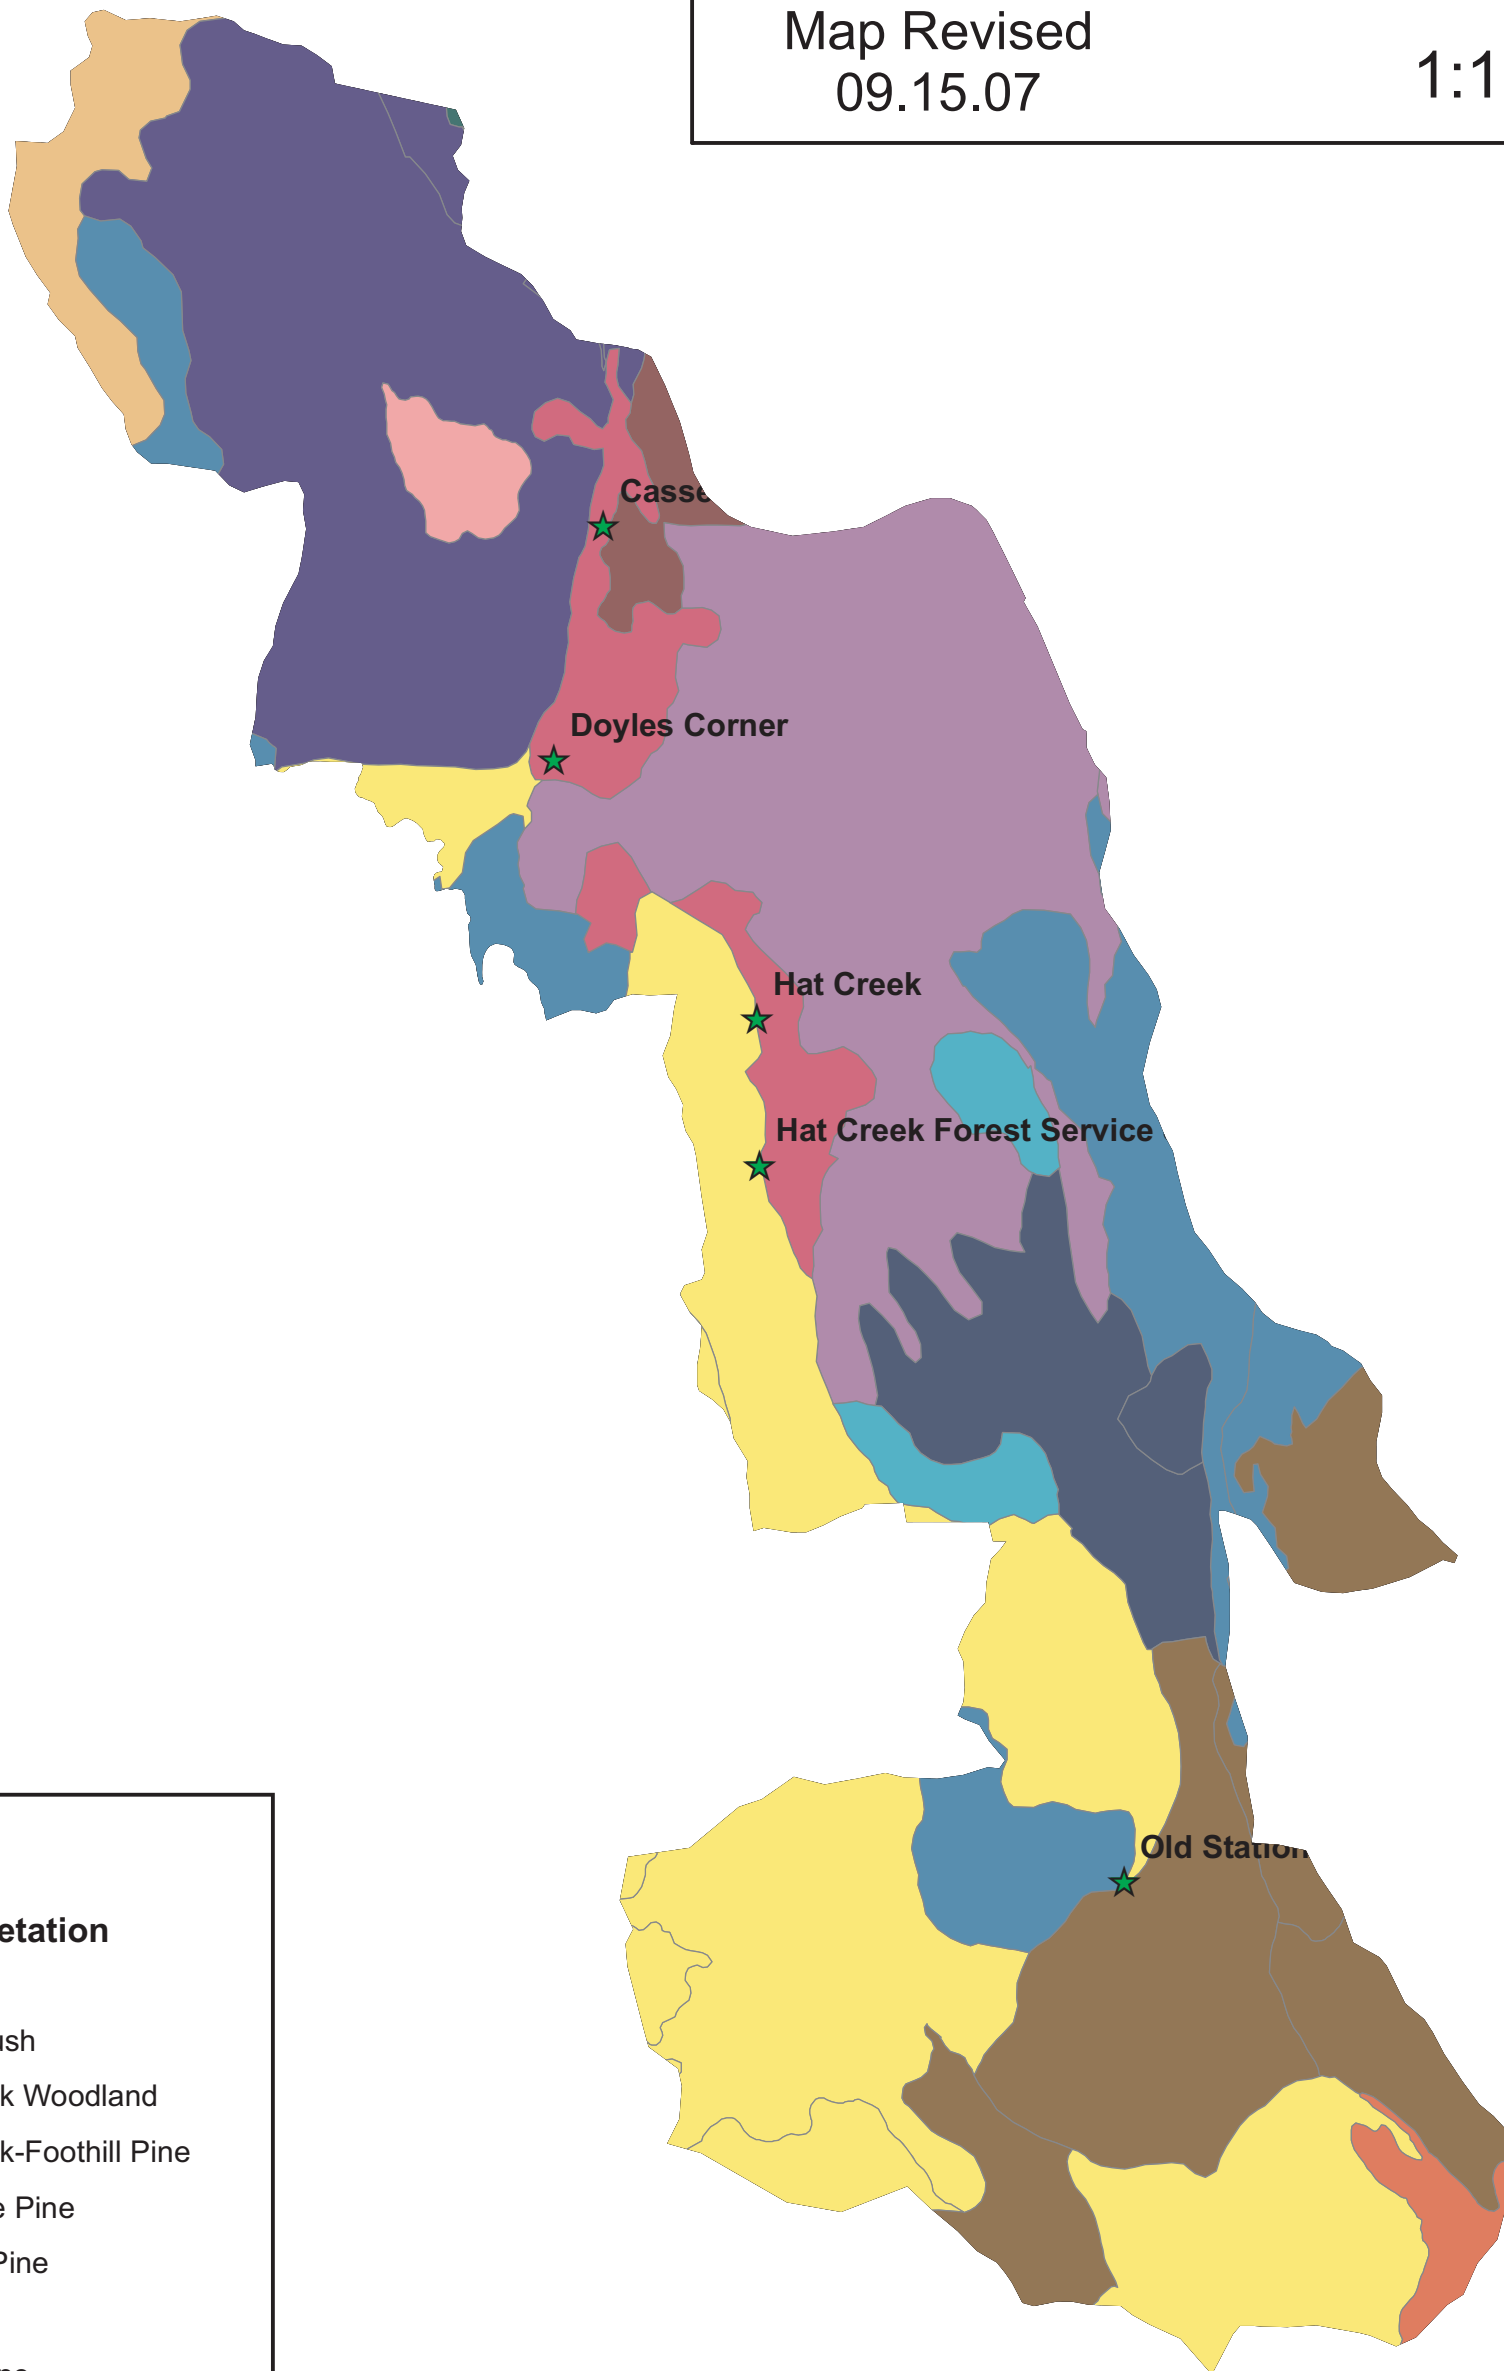 Map Revised
09.15.07
1:1
Casse
Doyles Corner
Hat Creek
Hat Creek Forest Service
Old Station
etation
ush
k Woodland
k-Foothill Pine
e Pine
Pine